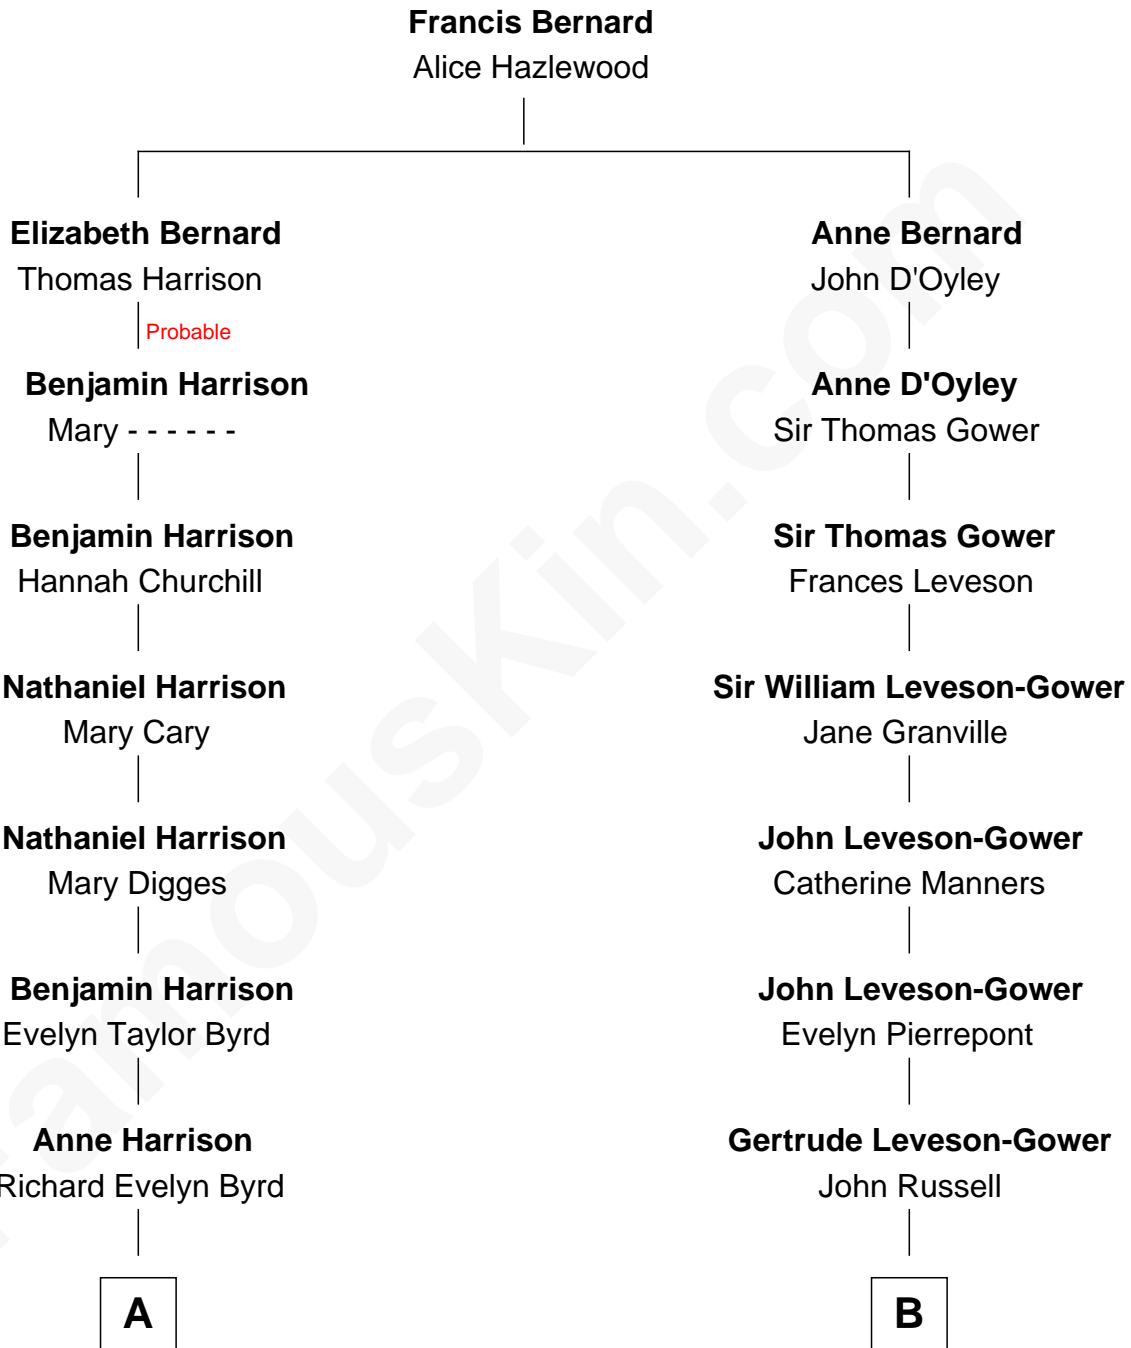 Francis Bernard
Alice Hazlewood
Elizabeth Bernard
Thomas Harrison
Anne Bernard
John D'Oyley
Probable
Benjamin Harrison
Mary - - - - - -
Anne D'Oyley
Sir Thomas Gower
Benjamin Harrison
Hannah Churchill
Sir Thomas Gower
Frances Leveson
Nathaniel Harrison
Mary Cary
Sir William Leveson-Gower
Jane Granville
Nathaniel Harrison
Mary Digges
John Leveson-Gower
Catherine Manners
Benjamin Harrison
Evelyn Taylor Byrd
John Leveson-Gower
Evelyn Pierrepont
Anne Harrison
Richard Evelyn Byrd
Gertrude Leveson-Gower
John Russell
A
B
FamousKin.com